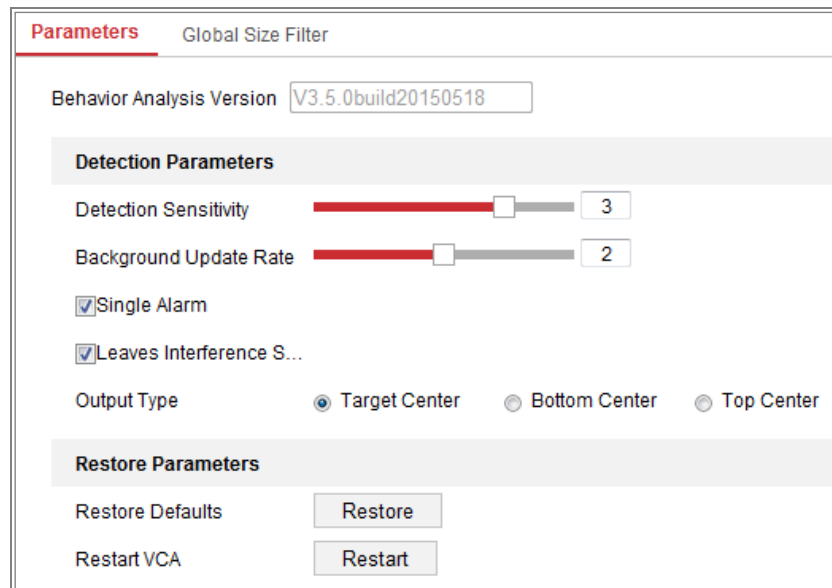 Parameters Global Size Filter
Behavior Analysis Version V3.5.0build20150518
Detection Parameters
Detection Sensitivity 3
Background Update Rate 2
Single Alarm
Leaves Interference S...
Output Type Target Center Bottom Center Top Center
Restore Parameters
Restore Defaults Restore
Restart VCA Restart